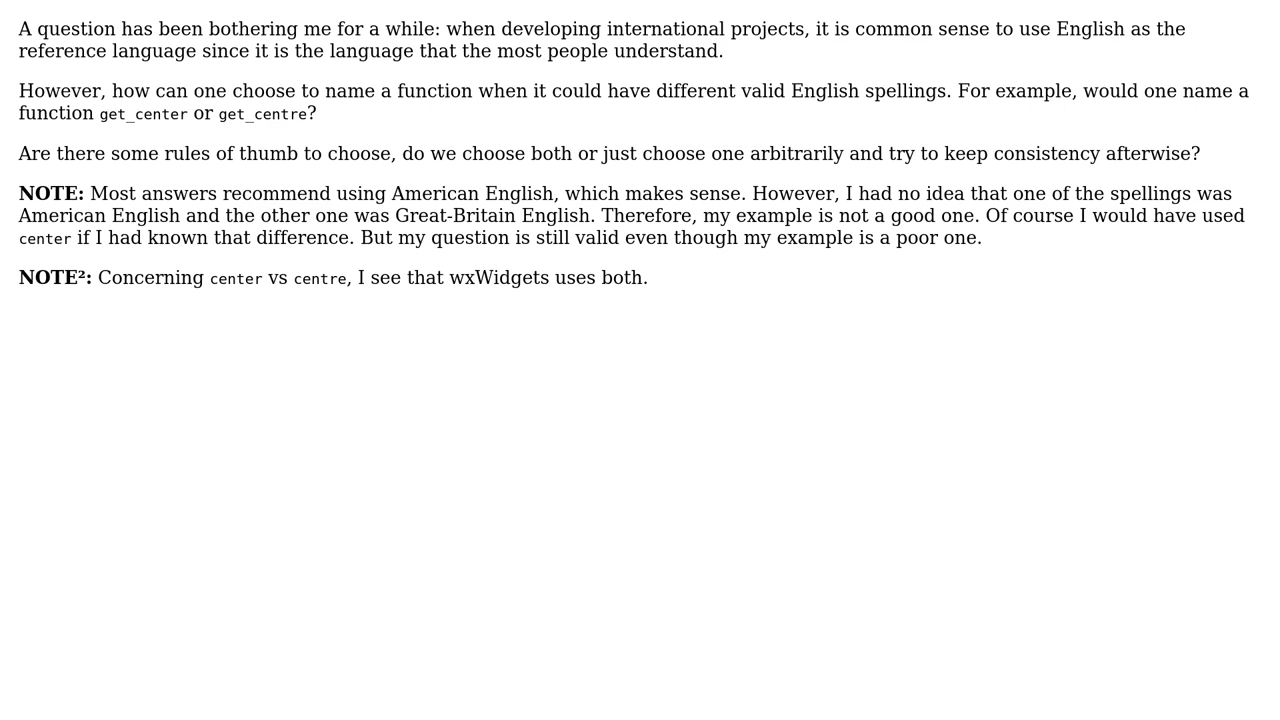 A question has been bothering me for a while: when developing international projects, it is common sense to use English as the
reference language since it is the language that the most people understand.
However, how can one choose to name a function when it could have different valid English spellings. For example, would one name a
function get_center or get_centre?
Are there some rules of thumb to choose, do we choose both or just choose one arbitrarily and try to keep consistency afterwise?
NOTE: Most answers recommend using American English, which makes sense. However, I had no idea that one of the spellings was
American English and the other one was Great-Britain English. Therefore, my example is not a good one. Of course I would have used
center if I had known that difference. But my question is still valid even though my example is a poor one.
NOTE²: Concerning center vs centre, I see that wxWidgets uses both.